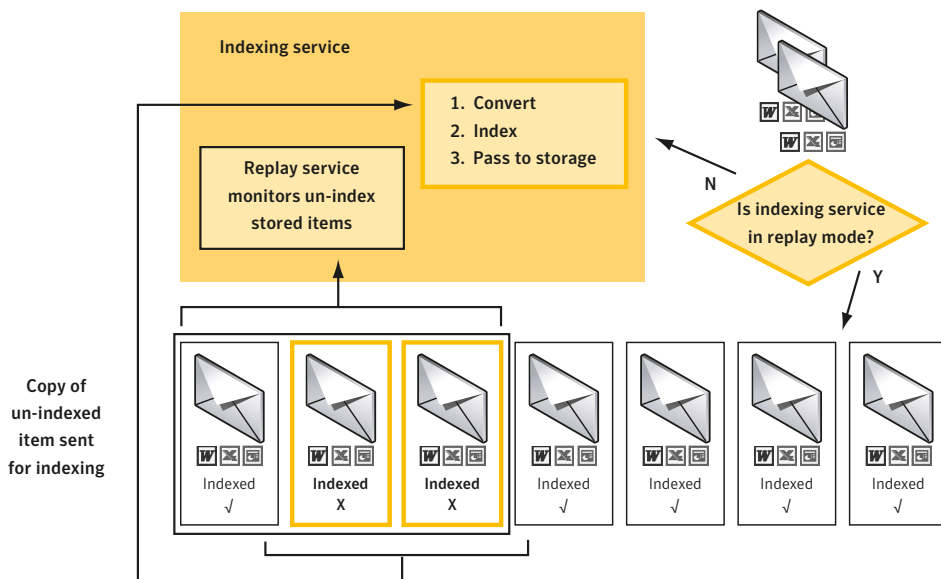 Indexing service
1. Convert
2. Index
3. Pass to storage
Replay service
monitors un-index
stored items
N
Is indexing service
in replay mode?
Y
Copy of
un-indexed
item sent
for indexing
W X
W X
W X
W X
W X
W X
W X
W X
W X
Indexed
√
Indexed
X
Indexed
X
Indexed
√
Indexed
√
Indexed
√
Indexed
√